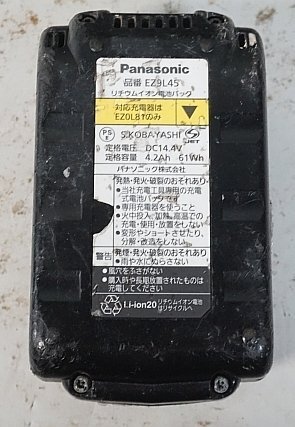 Panasonic
品番 EZ9L45
リチウムイオン電池パック
対応充電器は
EZ0L81のみ
PS
E
S.KOBAYASHI
S
JET
定格電圧 DC14.4V
定格容量 4.2Ah 61Wh
パナソニック株式会社
発熱・発火・破裂のおそれあり
・当社充電工具専用の充電
式電池パックです
・専用充電器を使うこと
・火中投入、加熱、高温での
充電・使用・放置をしない
・変形やショートさせたり、
分解・改造をしない
警告 発熱・発火・破裂のおそれあり
・雨や水にぬらさない
・風穴をふさがない
・購入時や長期放置されたものは
充電してください
Li-ion20
リチウムイオン電池
はリサイクルへ